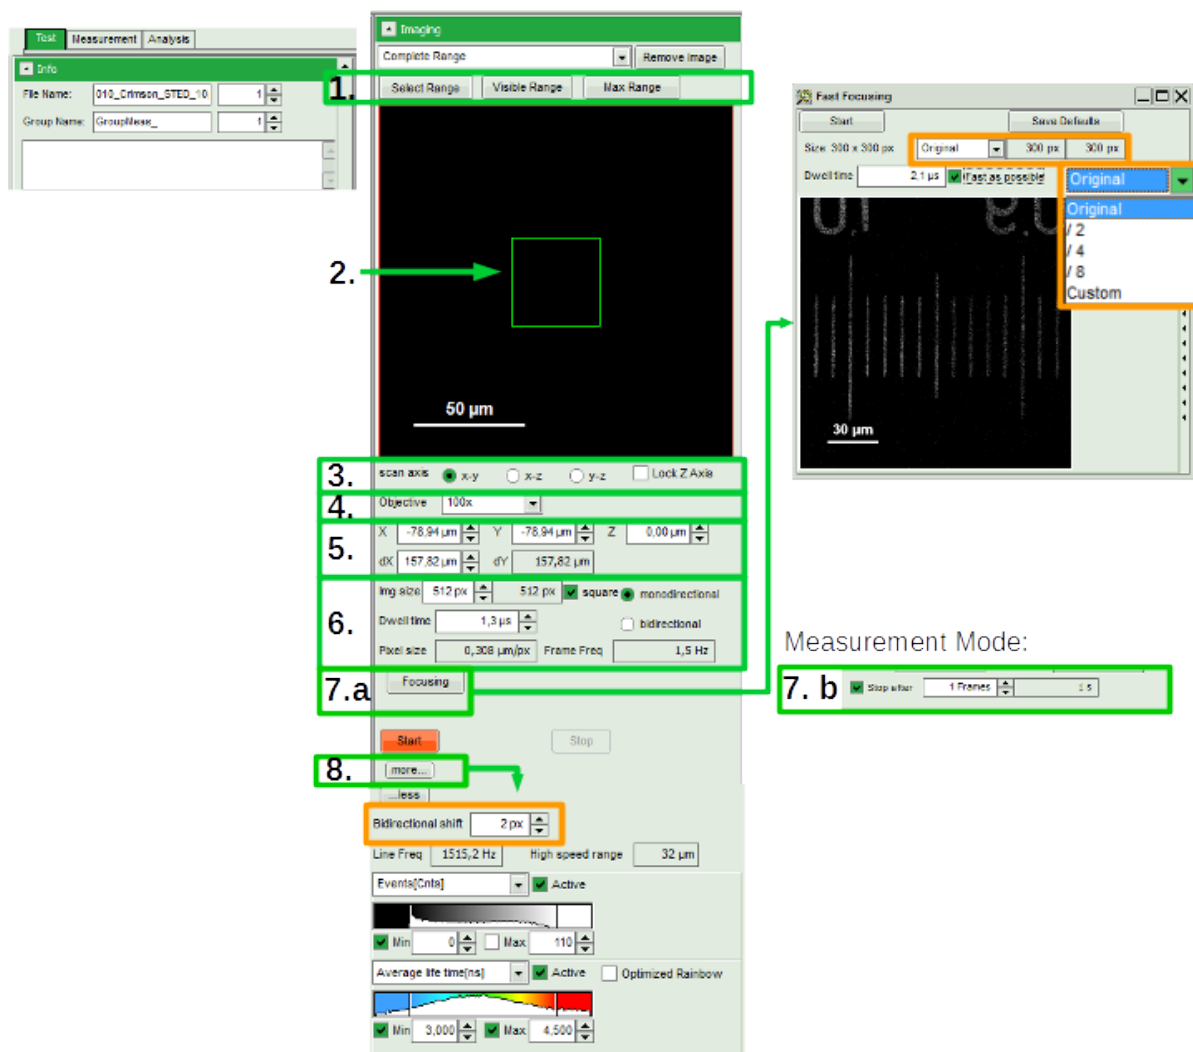 Test Measurement Analysis
Info
File Name: 010_Crimson_STED_10 1
Group Name: GroupMeas_ 1
Imaging
Complete Range Remove Image
1. Select Range Visible Range Max Range
2.
50 µm
3. scan axis x-y x-z y-z Lock Z Axis
4. Objective 100x
5. X -78,94 µm Y -78,94 µm Z 0,00 µm
dX 157,82 µm dY 157,82 µm
6. Img size 512 px 512 px square monodirectional
Dwell time 1,3 µs bidirectional
Pixel size 0,308 µm/px Frame Freq 1,5 Hz
7.a Focusing
Start Stop
8. more...
...less
Bidirectional shift 2 px
Line Freq 1515,2 Hz High speed range 32 µm
Events[Cnts] Active
Min 0 Max 110
Average life time[ns] Active Optimized Rainbow
Min 3,000 Max 4,500
Fast Focusing
Start Save Defaults
Size: 300 x 300 px Original 300 px 300 px
Dwell time 2,1 µs Fast as possible
Original
Original
/ 2
/ 4
/ 8
Custom
30 µm
Measurement Mode:
7. b Stop after 1 Frames 1 s